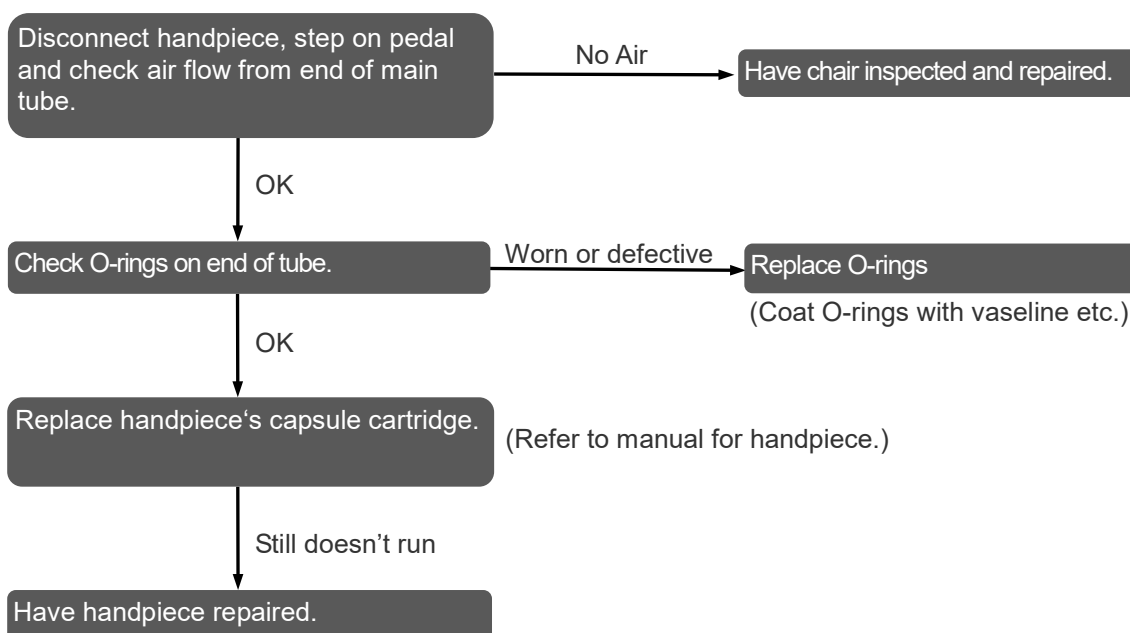 Disconnect handpiece, step on pedal
and check air flow from end of main
tube.
No Air
Have chair inspected and repaired.
OK
Check O-rings on end of tube.
Worn or defective
Replace O-rings
(Coat O-rings with vaseline etc.)
OK
Replace handpiece‘s capsule cartridge.
(Refer to manual for handpiece.)
Still doesn’t run
Have handpiece repaired.